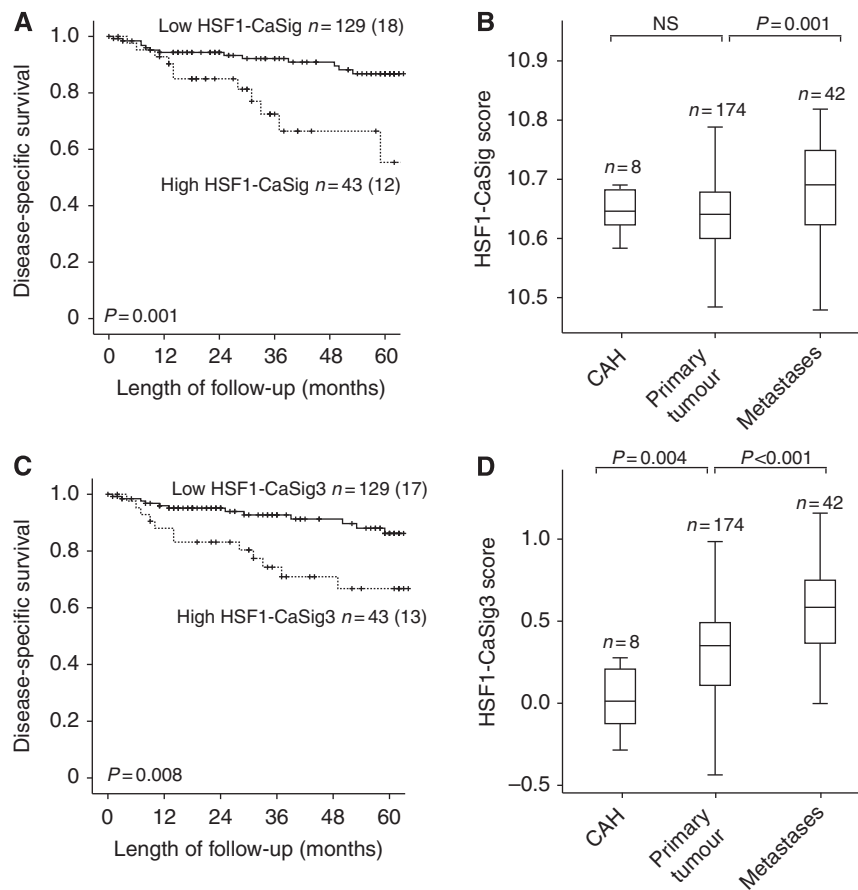 A
Low HSF1-CaSig n=129 (18)
1.0
0.8
0.6
0.4
0.2
0
Disease-specific survival
High HSF1-CaSig n=43 (12)
P=0.001
0 12 24 36 48 60
Length of follow-up (months)
B
NS
P=0.001
10.9
10.8
10.7
10.6
10.5
HSF1-CaSig score
n=8
n=174
n=42
CAH
Primary
tumour
Metastases
C
Low HSF1-CaSig3 n=129 (17)
1.0
0.8
0.6
0.4
0.2
0
Disease-specific survival
High HSF1-CaSig3 n=43 (13)
P=0.008
0 12 24 36 48 60
Length of follow-up (months)
D
P=0.004
P<0.001
1.0
0.5
0.0
–0.5
HSF1-CaSig3 score
n=8
n=174
n=42
CAH
Primary
tumour
Metastases